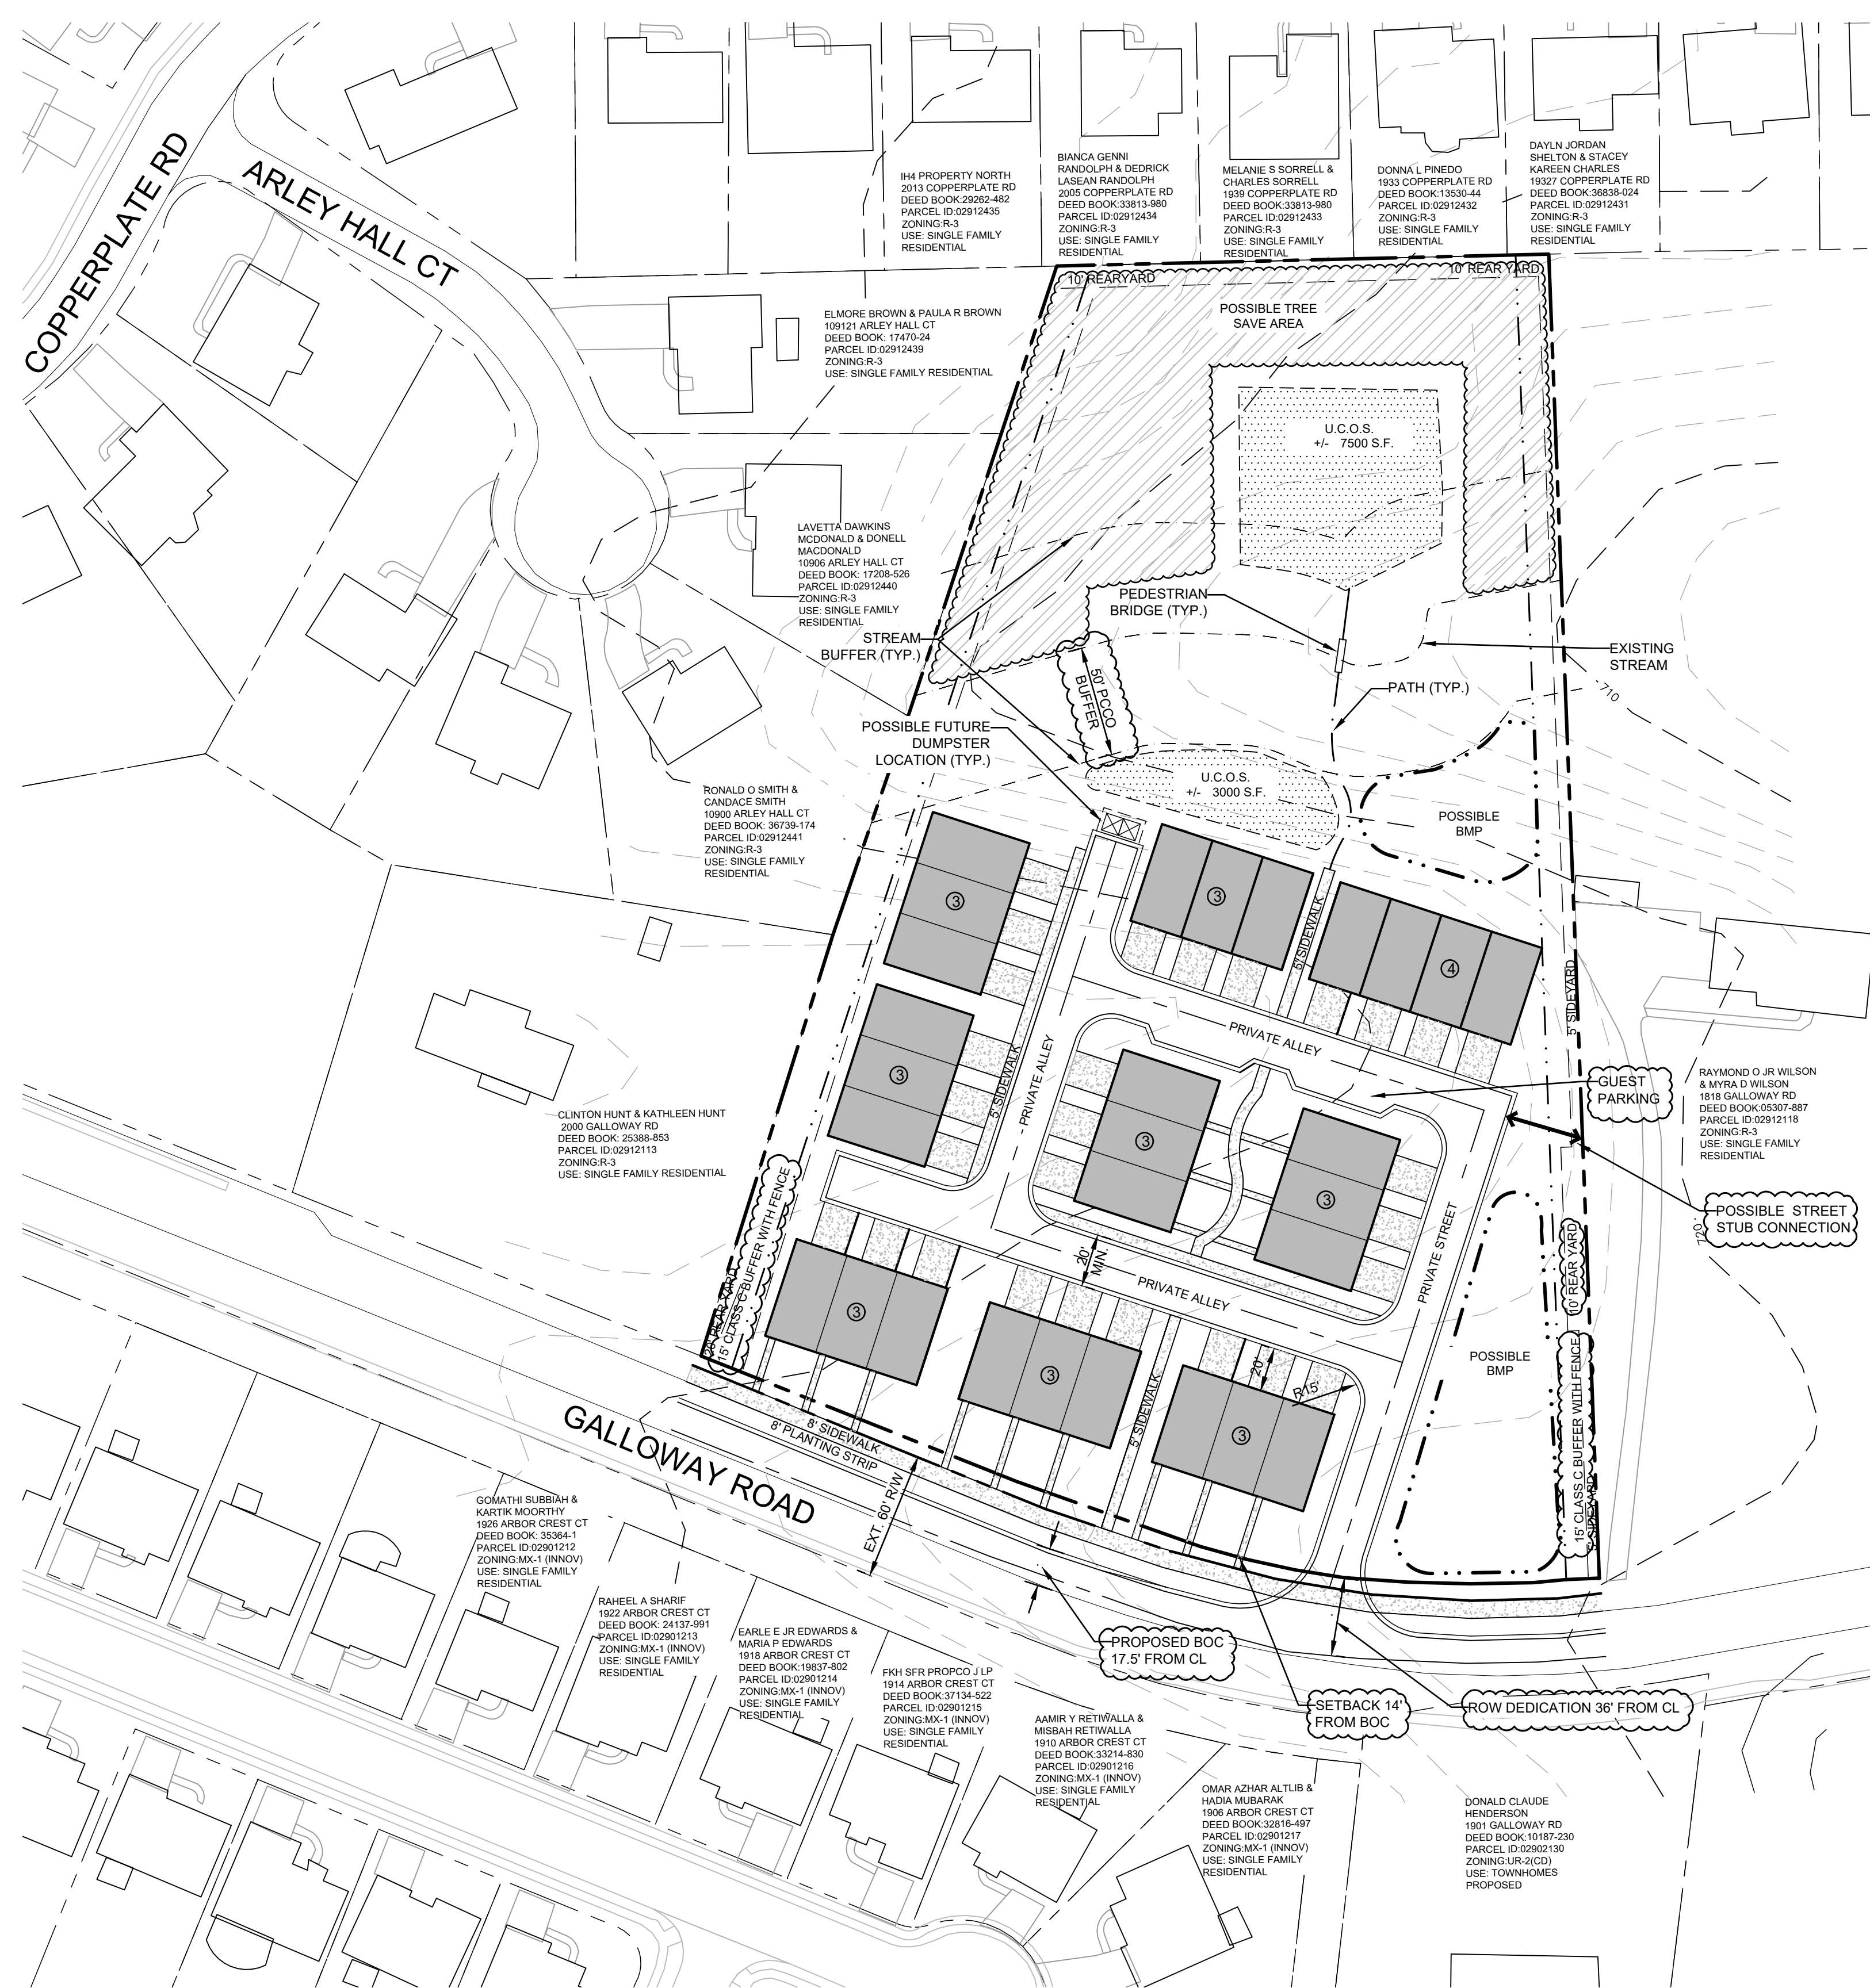 COPPERPLATE RD
ARLEY HALL CT
IH4 PROPERTY NORTH
2013 COPPERPLATE RD
DEED BOOK:29262-482
PARCEL ID:02912435
ZONING:R-3
USE: SINGLE FAMILY
RESIDENTIAL
BIANCA GENNI
RANDOLPH & DEDRICK
LASEAN RANDOLPH
2005 COPPERPLATE RD
DEED BOOK:33813-980
PARCEL ID:02912434
ZONING:R-3
USE: SINGLE FAMILY
RESIDENTIAL
MELANIE S SORRELL &
CHARLES SORRELL
1939 COPPERPLATE RD
DEED BOOK:33813-980
PARCEL ID:02912433
ZONING:R-3
USE: SINGLE FAMILY
RESIDENTIAL
DONNA L PINEDO
1933 COPPERPLATE RD
DEED BOOK:13530-44
PARCEL ID:02912432
ZONING:R-3
USE: SINGLE FAMILY
RESIDENTIAL
DAYLN JORDAN
SHELTON & STACEY
KAREEN CHARLES
19327 COPPERPLATE RD
DEED BOOK:36838-024
PARCEL ID:02912431
ZONING:R-3
USE: SINGLE FAMILY
RESIDENTIAL
10' REARYARD
10' REAR YARD
POSSIBLE TREE
SAVE AREA
ELMORE BROWN & PAULA R BROWN
109121 ARLEY HALL CT
DEED BOOK: 17470-24
PARCEL ID:02912439
ZONING:R-3
USE: SINGLE FAMILY RESIDENTIAL
U.C.O.S.
+/- 7500 S.F.
LAVETTA DAWKINS
MCDONALD & DONELL
MACDONALD
10906 ARLEY HALL CT
DEED BOOK: 17208-526
PARCEL ID:02912440
ZONING:R-3
USE: SINGLE FAMILY
RESIDENTIAL
STREAM
BUFFER (TYP.)
PEDESTRIAN
BRIDGE (TYP.)
EXISTING
STREAM
50' PCCO
BUFFER
PATH (TYP.)
710
POSSIBLE FUTURE
DUMPSTER
LOCATION (TYP.)
U.C.O.S.
+/- 3000 S.F.
POSSIBLE
BMP
RONALD O SMITH &
CANDACE SMITH
10900 ARLEY HALL CT
DEED BOOK: 36739-174
PARCEL ID:02912441
ZONING:R-3
USE: SINGLE FAMILY
RESIDENTIAL
3
3
5' SIDEWALK
4
5' SIDEYARD
PRIVATE ALLEY
3
5' SIDEWALK
PRIVATE ALLEY
GUEST
PARKING
RAYMOND O JR WILSON
& MYRA D WILSON
1818 GALLOWAY RD
DEED BOOK:05307-887
PARCEL ID:02912118
ZONING:R-3
USE: SINGLE FAMILY
RESIDENTIAL
CLINTON HUNT & KATHLEEN HUNT
2000 GALLOWAY RD
DEED BOOK: 25388-853
PARCEL ID:02912113
ZONING:R-3
USE: SINGLE FAMILY RESIDENTIAL
3
3
POSSIBLE STREET
STUB CONNECTION
720
20' REAR YARD
15' CLASS C BUFFER WITH FENCE
20'
MIN.
PRIVATE ALLEY
PRIVATE STREET
10' REAR YARD
3
3
3
5' SIDEWALK
20'
R15'
POSSIBLE
BMP
15' CLASS C BUFFER WITH FENCE
5' SIDEYARD
8' SIDEWALK
8' PLANTING STRIP
GALLOWAY ROAD
EXT. 60' R/W
GOMATHI SUBBIAH &
KARTIK MOORTHY
1926 ARBOR CREST CT
DEED BOOK: 35364-1
PARCEL ID:02901212
ZONING:MX-1 (INNOV)
USE: SINGLE FAMILY
RESIDENTIAL
RAHEEL A SHARIF
1922 ARBOR CREST CT
DEED BOOK: 24137-991
PARCEL ID:02901213
ZONING:MX-1 (INNOV)
USE: SINGLE FAMILY
RESIDENTIAL
EARLE E JR EDWARDS &
MARIA P EDWARDS
1918 ARBOR CREST CT
DEED BOOK:19837-802
PARCEL ID:02901214
ZONING:MX-1 (INNOV)
USE: SINGLE FAMILY
RESIDENTIAL
FKH SFR PROPCO J LP
1914 ARBOR CREST CT
DEED BOOK:37134-522
PARCEL ID:02901215
ZONING:MX-1 (INNOV)
USE: SINGLE FAMILY
RESIDENTIAL
PROPOSED BOC
17.5' FROM CL
SETBACK 14'
FROM BOC
ROW DEDICATION 36' FROM CL
AAMIR Y RETIWALLA &
MISBAH RETIWALLA
1910 ARBOR CREST CT
DEED BOOK:33214-830
PARCEL ID:02901216
ZONING:MX-1 (INNOV)
USE: SINGLE FAMILY
RESIDENTIAL
OMAR AZHAR ALTLIB &
HADIA MUBARAK
1906 ARBOR CREST CT
DEED BOOK:32816-497
PARCEL ID:02901217
ZONING:MX-1 (INNOV)
USE: SINGLE FAMILY
RESIDENTIAL
DONALD CLAUDE
HENDERSON
1901 GALLOWAY RD
DEED BOOK:10187-230
PARCEL ID:02902130
ZONING:UR-2(CD)
USE: TOWNHOMES
PROPOSED